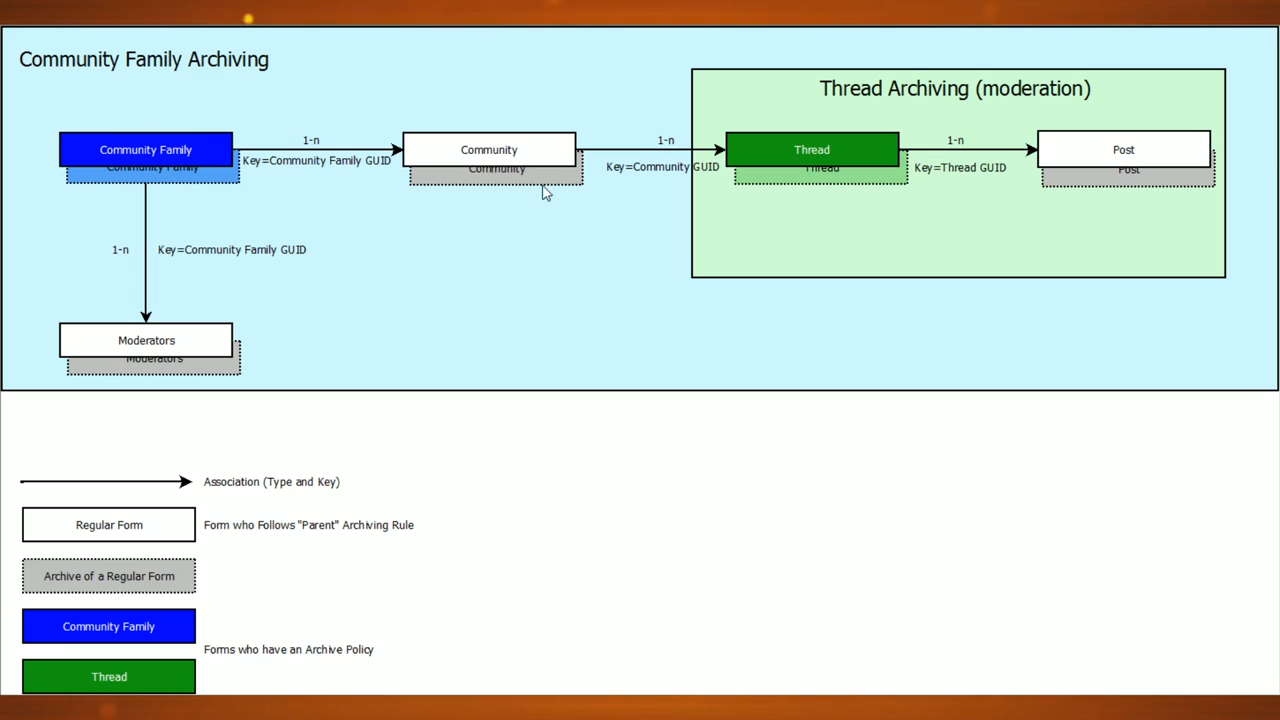 Community Family Archiving
Thread Archiving (moderation)
Community Family
Community Family
1-n
Key=Community Family GUID
Community
Community
1-n
Key=Community GUID
Thread
Thread
1-n
Key=Thread GUID
Post
Post
1-n
Key=Community Family GUID
Moderators
Moderators
Association (Type and Key)
Regular Form
Form who Follows "Parent" Archiving Rule
Archive of a Regular Form
Community Family
Forms who have an Archive Policy
Thread